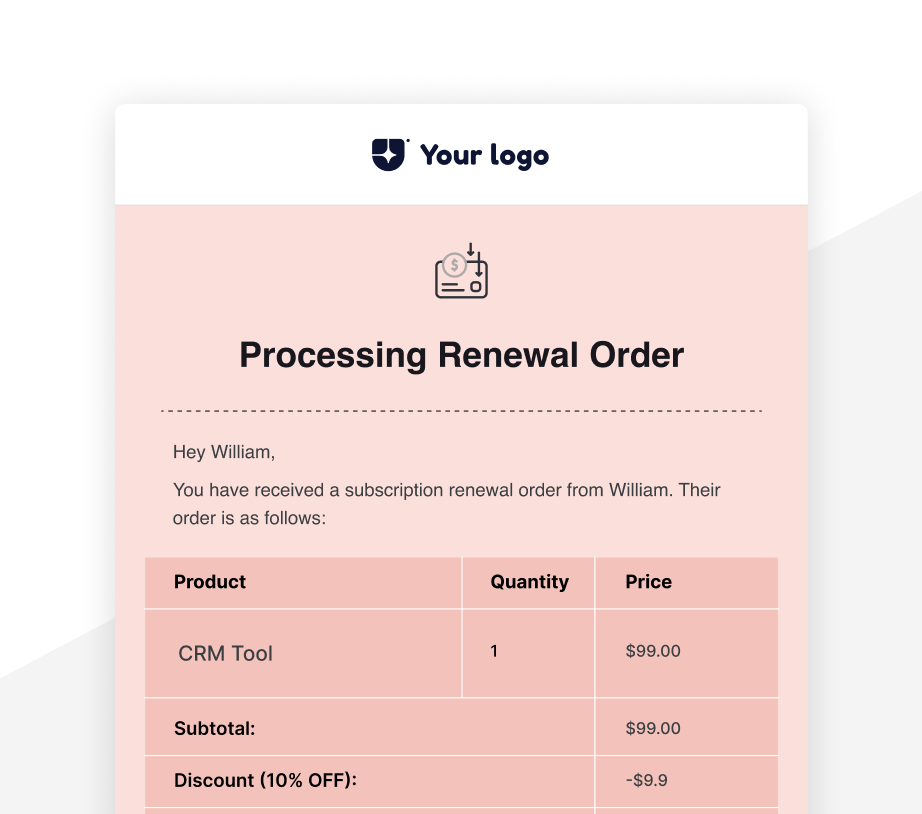 Your logo
$
Processing Renewal Order
Hey William,
You have received a subscription renewal order from William. Their
order is as follows:
Product Quantity Price
CRM Tool 1 $99.00
Subtotal: $99.00
Discount (10% OFF): -$9.9